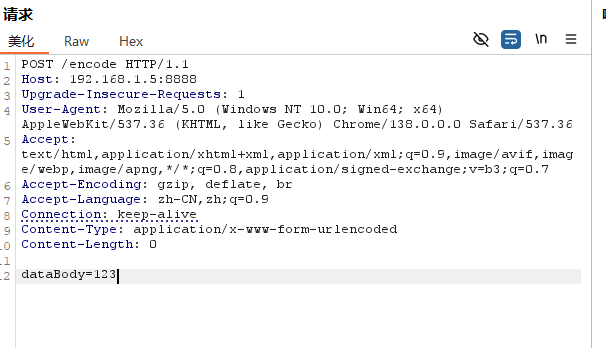 请求
美化 Raw Hex \n
1 POST /encode HTTP/1.1
2 Host: 192.168.1.5:8888
3 Upgrade-Insecure-Requests: 1
4 User-Agent: Mozilla/5.0 (Windows NT 10.0; Win64; x64)
AppleWebKit/537.36 (KHTML, like Gecko) Chrome/138.0.0.0 Safari/537.36
5 Accept:
text/html,application/xhtml+xml,application/xml;q=0.9,image/avif,imag
e/webp,image/apng,*/*;q=0.8,application/signed-exchange;v=b3;q=0.7
6 Accept-Encoding: gzip, deflate, br
7 Accept-Language: zh-CN,zh;q=0.9
8 Connection: keep-alive
9 Content-Type: application/x-www-form-urlencoded
10 Content-Length: 0
11
12 dataBody=123